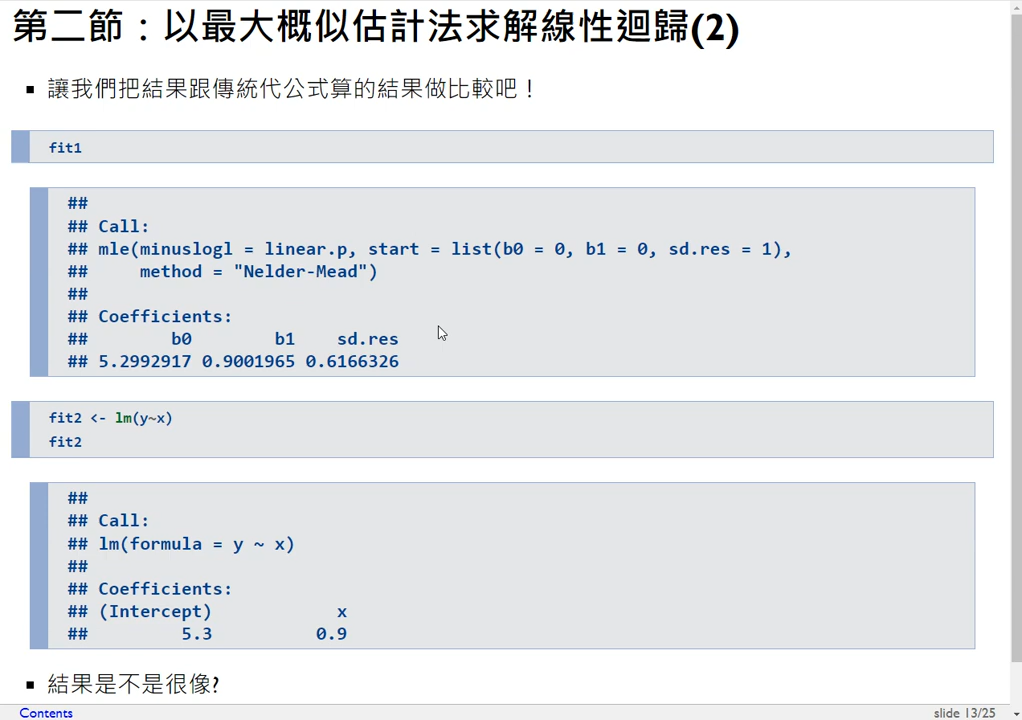 第二節：以最大概似估計法求解線性迴歸(2)
▪ 讓我們把結果跟傳統代公式算的結果做比較吧！
fit1
##
## Call:
## mle(minuslogl = linear.p, start = list(b0 = 0, b1 = 0, sd.res = 1),
##     method = "Nelder-Mead")
##
## Coefficients:
##        b0        b1    sd.res
## 5.2992917 0.9001965 0.6166326
fit2 <- lm(y~x)
fit2
##
## Call:
## lm(formula = y ~ x)
##
## Coefficients:
## (Intercept)            x
##         5.3          0.9
▪ 結果是不是很像?
Contents
slide 13/25